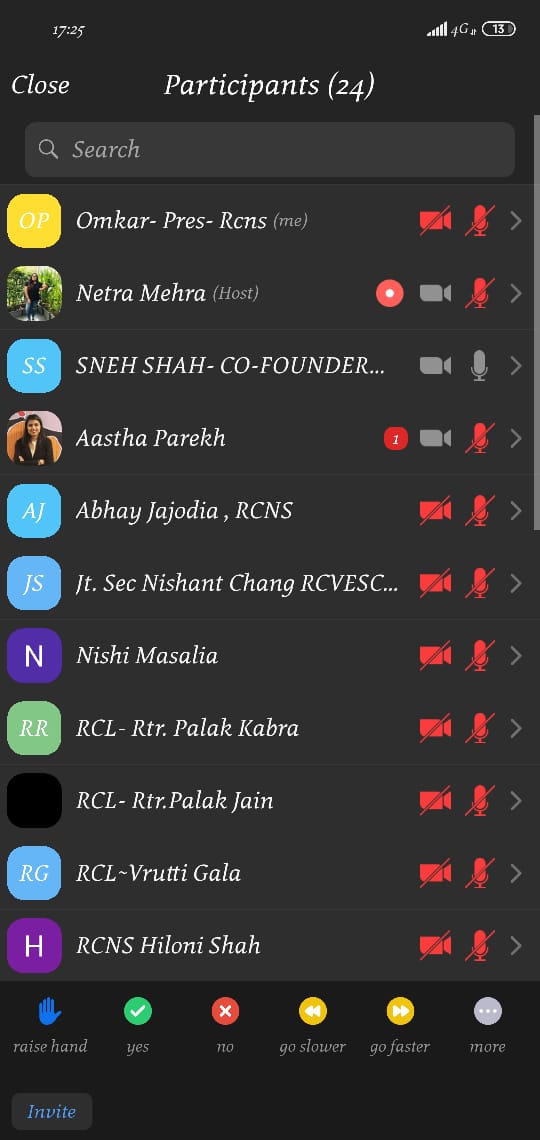 17:25 4G 13
Close Participants (24)
Search
OP Omkar- Pres- Rcns (me)
Netra Mehra (Host)
SS SNEH SHAH- CO-FOUNDER...
Aastha Parekh 1
AJ Abhay Jajodia , RCNS
JS Jt. Sec Nishant Chang RCVESC...
N Nishi Masalia
RR RCL- Rtr. Palak Kabra
RCL- Rtr.Palak Jain
RG RCL~Vrutti Gala
H RCNS Hiloni Shah
raise hand yes no go slower go faster more
Invite